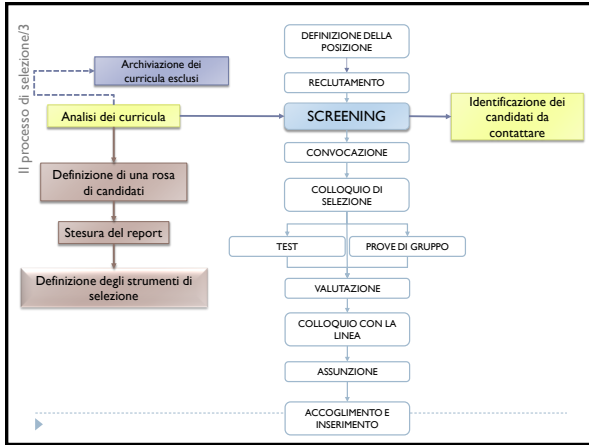 Il processo di selezione/3
DEFINIZIONE DELLA
POSIZIONE
Archiviazione dei
curricula esclusi
RECLUTAMENTO
Analisi dei curricula
SCREENING
Identificazione dei
candidati da
contattare
CONVOCAZIONE
Definizione di una rosa
di candidati
COLLOQUIO DI
SELEZIONE
Stesura del report
TEST
PROVE DI GRUPPO
Definizione degli strumenti di
selezione
VALUTAZIONE
COLLOQUIO CON LA
LINEA
ASSUNZIONE
ACCOGLIMENTO E
INSERIMENTO